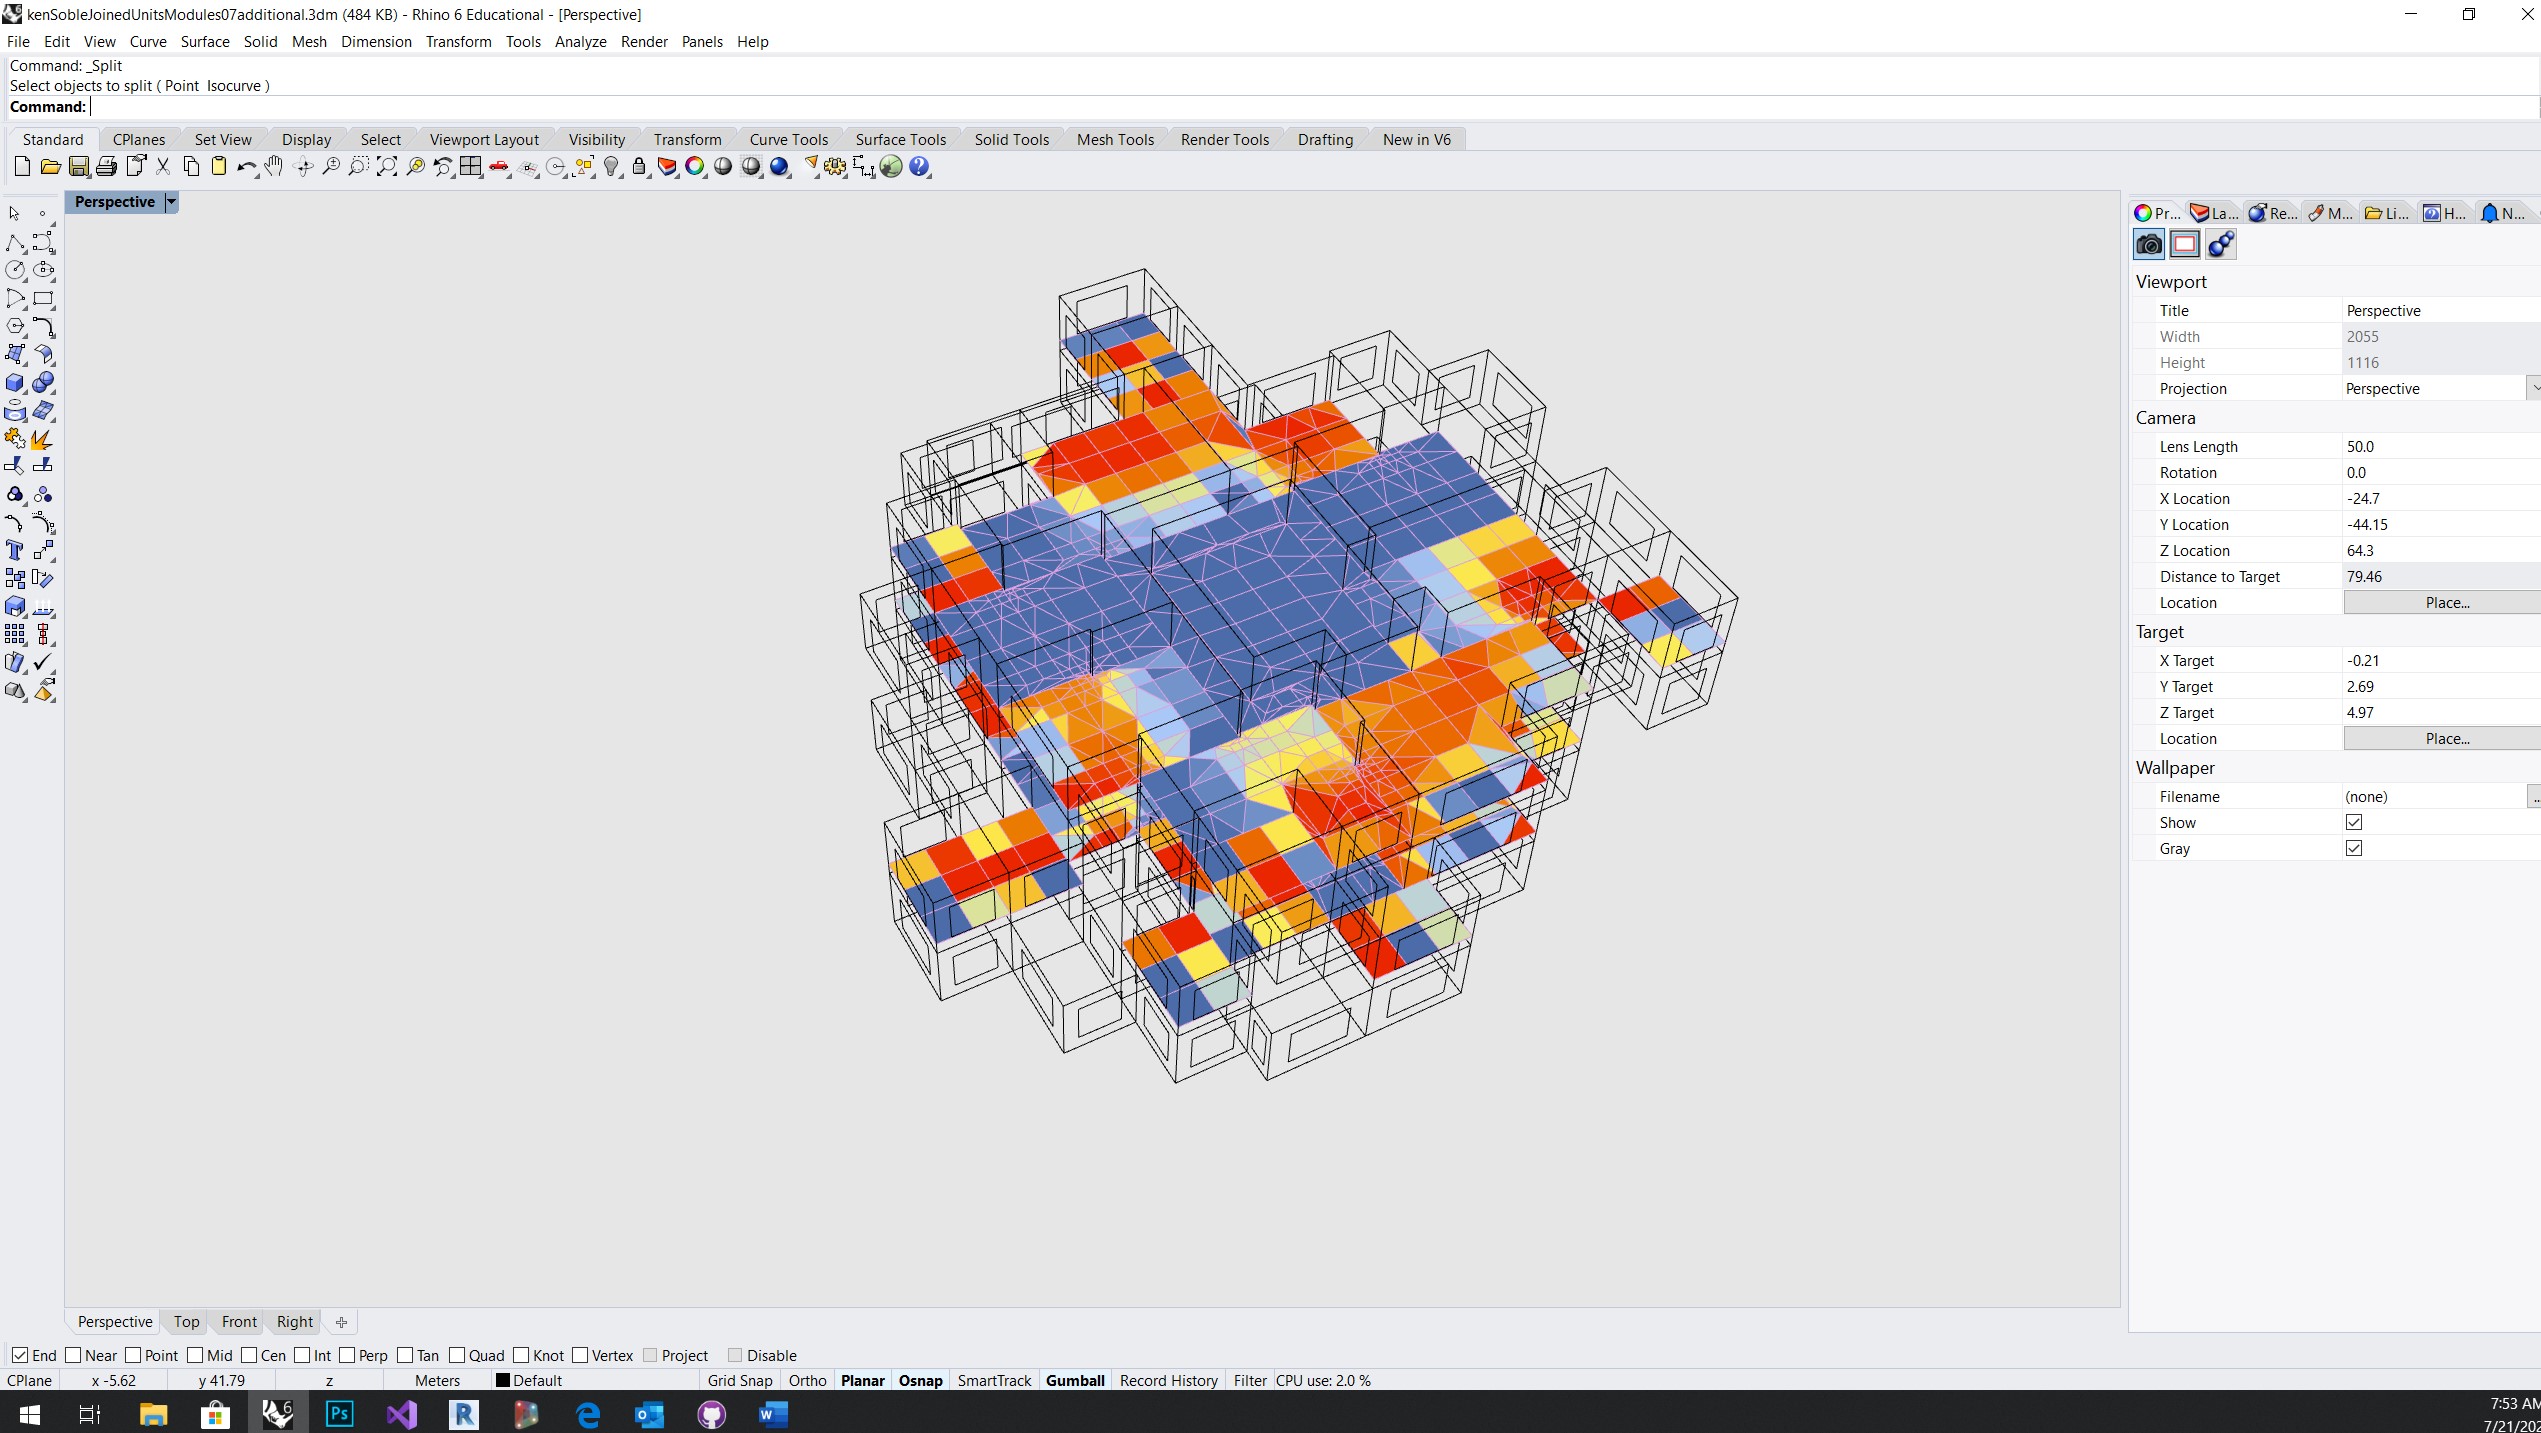 kenSobleJoinedUnitsModules07additional.3dm (484 KB) - Rhino 6 Educational - [Perspective]
File Edit View Curve Surface Solid Mesh Dimension Transform Tools Analyze Render Panels Help
Command: _Split
Select objects to split ( Point Isocurve )
Command:
Standard CPlanes Set View Display Select Viewport Layout Visibility Transform Curve Tools Surface Tools Solid Tools Mesh Tools Render Tools Drafting New in V6
Perspective
Pr... La... Re... M... Li... H... N...
Viewport
Title Perspective
Width 2055
Height 1116
Projection Perspective
Camera
Lens Length 50.0
Rotation 0.0
X Location -24.7
Y Location -44.15
Z Location 64.3
Distance to Target 79.46
Location Place...
Target
X Target -0.21
Y Target 2.69
Z Target 4.97
Location Place...
Wallpaper
Filename (none) ...
Show
Gray
Perspective Top Front Right
End Near Point Mid Cen Int Perp Tan Quad Knot Vertex Project Disable
CPlane x -5.62 y 41.79 z Meters Default Grid Snap Ortho Planar Osnap SmartTrack Gumball Record History Filter CPU use: 2.0 %
6 Ps R W
7:53 AM
7/21/202